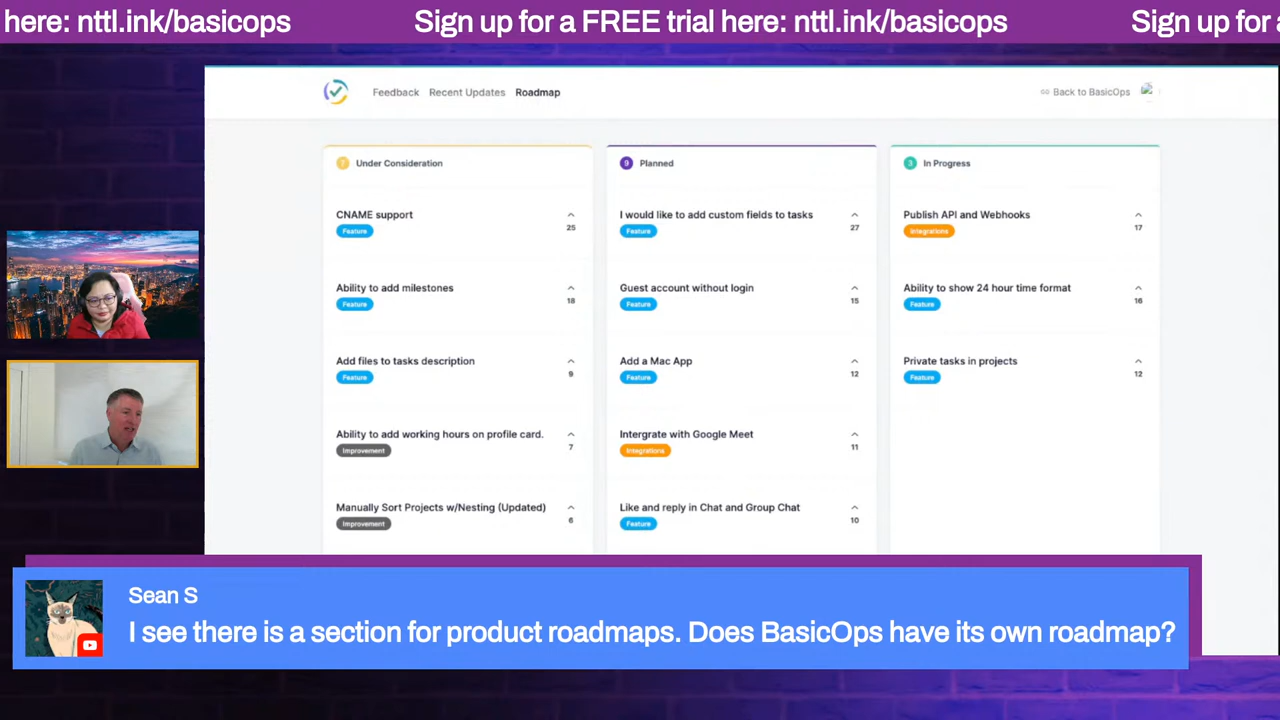 here: nttl.ink/basicops Sign up for a FREE trial here: nttl.ink/basicops Sign up for a
Feedback Recent Updates Roadmap Back to BasicOps
7 Under Consideration
CNAME support
25
Feature
Ability to add milestones
18
Feature
Add files to tasks description
9
Feature
Ability to add working hours on profile card.
7
Improvement
Manually Sort Projects w/Nesting (Updated)
6
Improvement
9 Planned
I would like to add custom fields to tasks
27
Feature
Guest account without login
15
Feature
Add a Mac App
12
Feature
Intergrate with Google Meet
11
Integrations
Like and reply in Chat and Group Chat
10
Feature
3 In Progress
Publish API and Webhooks
17
Integrations
Ability to show 24 hour time format
16
Feature
Private tasks in projects
12
Feature
Sean S
I see there is a section for product roadmaps. Does BasicOps have its own roadmap?